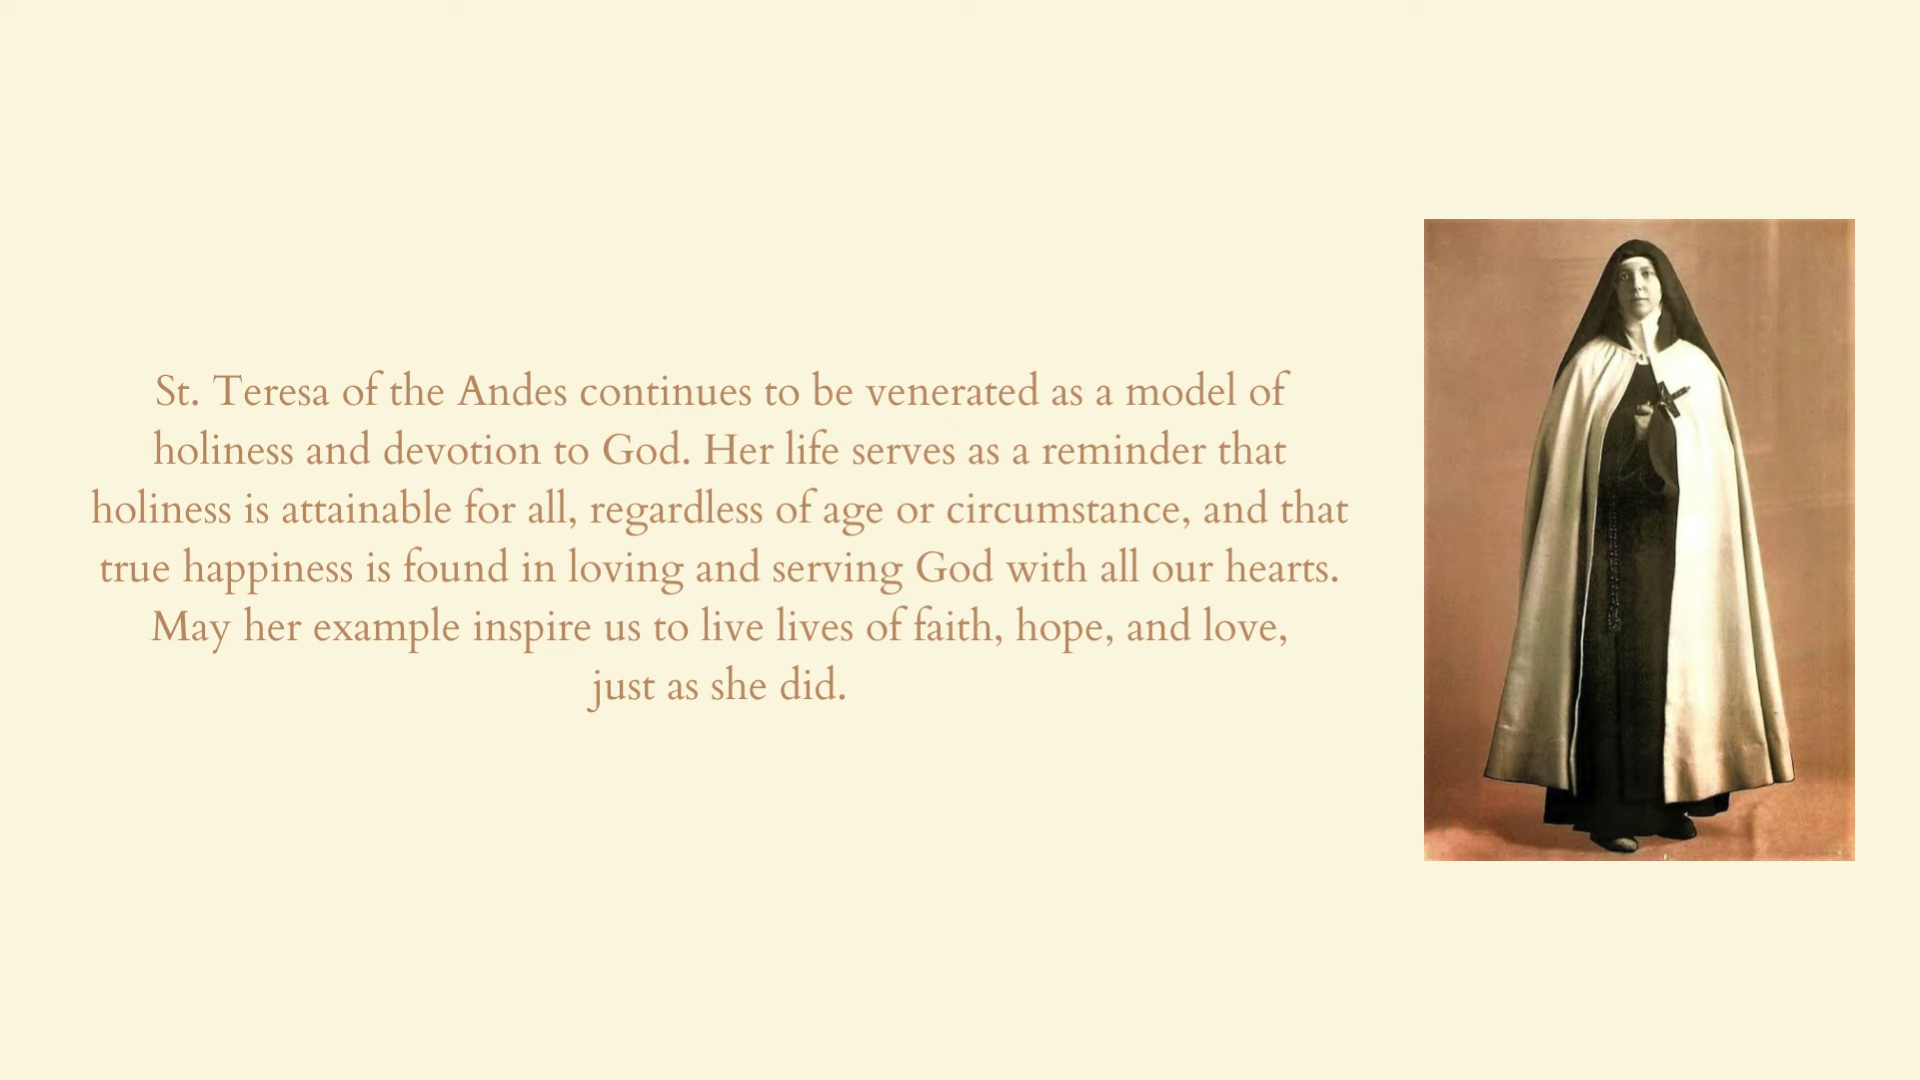 St. Teresa of the Andes continues to be venerated as a model of
holiness and devotion to God. Her life serves as a reminder that
holiness is attainable for all, regardless of age or circumstance, and that
true happiness is found in loving and serving God with all our hearts.
May her example inspire us to live lives of faith, hope, and love,
just as she did.